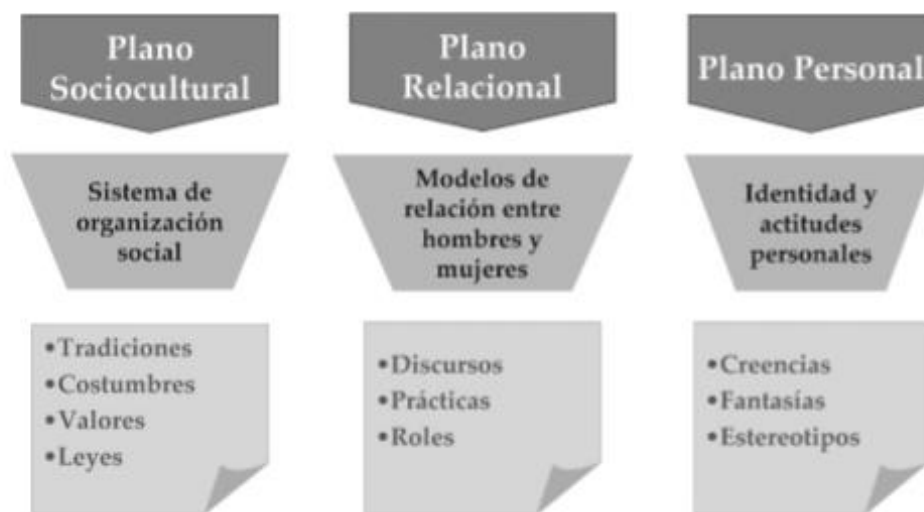 Plano
Sociocultural
Sistema de
organización
social
•Tradiciones
•Costumbres
•Valores
•Leyes
Plano
Relacional
Modelos de
relación entre
hombres y
mujeres
•Discursos
•Prácticas
•Roles
Plano Personal
Identidad y
actitudes
personales
•Creencias
•Fantasías
•Estereotipos